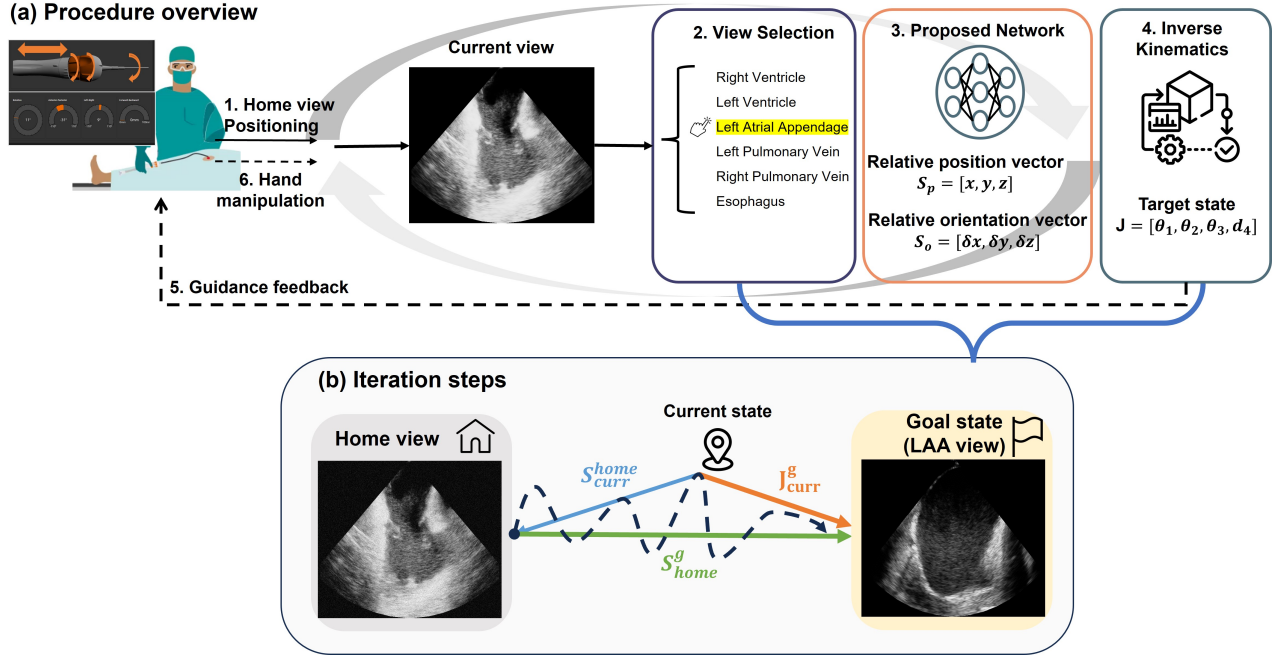 (a) Procedure overview
1. Home view
Positioning
6. Hand
manipulation
Current view
2. View Selection
Right Ventricle
Left Ventricle
Left Atrial Appendage
Left Pulmonary Vein
Right Pulmonary Vein
Esophagus
3. Proposed Network
Relative position vector
Sₚ = [x, y, z]
Relative orientation vector
Sₒ = [δx, δy, δz]
4. Inverse
Kinematics
Target state
J = [θ₁, θ₂, θ₃, d₄]
5. Guidance feedback
(b) Iteration steps
Home view
Current state
Goal state
(LAA view)
S_curr^home
J_curr^g
S_home^g